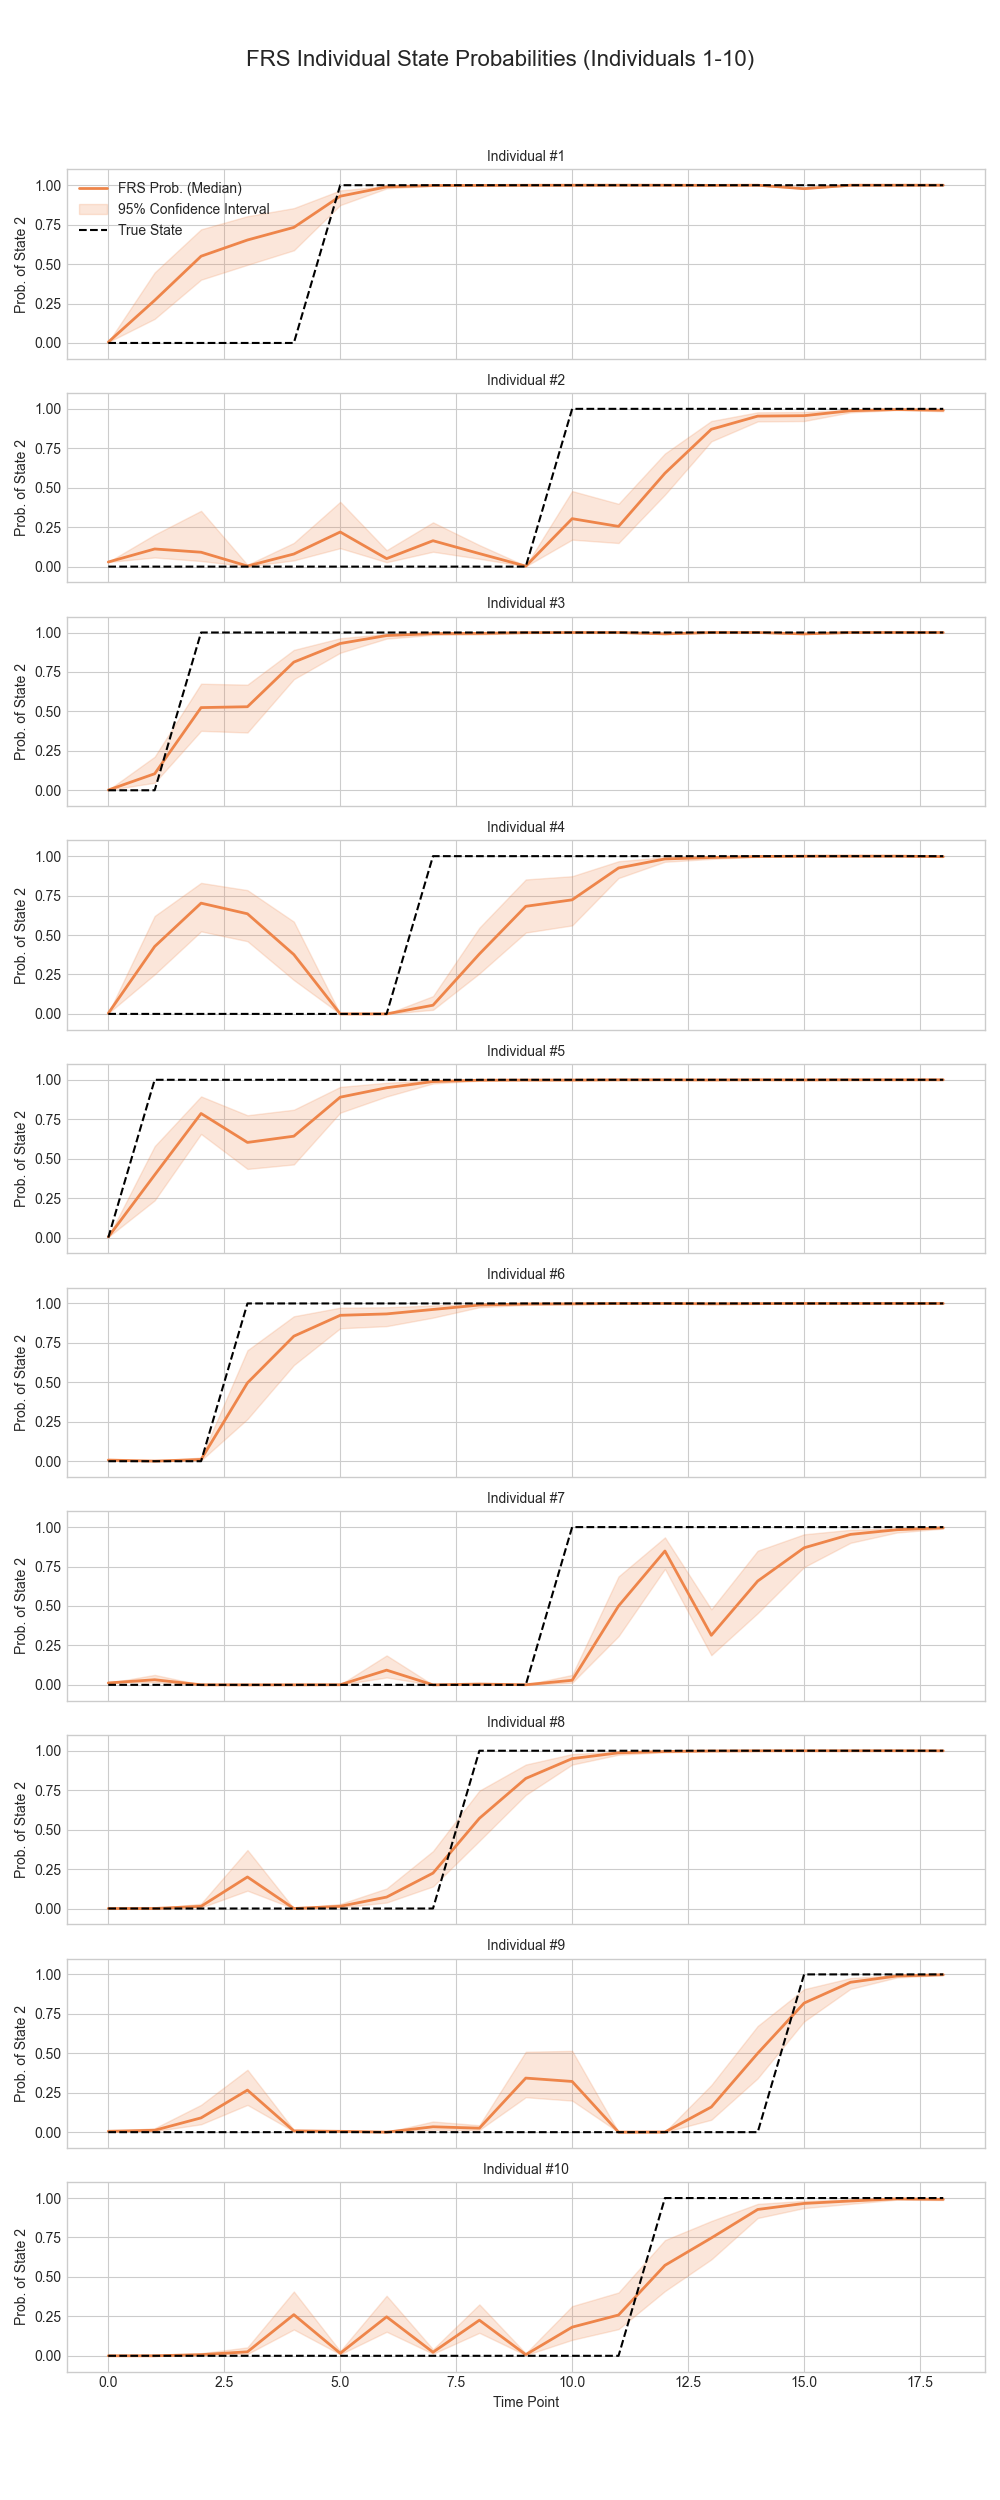 FRS Individual State Probabilities (Individuals 1-10)
Individual #1
1.00
0.75
0.50
0.25
0.00
Prob. of State 2
FRS Prob. (Median)
95% Confidence Interval
True State
Individual #2
1.00
0.75
0.50
0.25
0.00
Prob. of State 2
Individual #3
1.00
0.75
0.50
0.25
0.00
Prob. of State 2
Individual #4
1.00
0.75
0.50
0.25
0.00
Prob. of State 2
Individual #5
1.00
0.75
0.50
0.25
0.00
Prob. of State 2
Individual #6
1.00
0.75
0.50
0.25
0.00
Prob. of State 2
Individual #7
1.00
0.75
0.50
0.25
0.00
Prob. of State 2
Individual #8
1.00
0.75
0.50
0.25
0.00
Prob. of State 2
Individual #9
1.00
0.75
0.50
0.25
0.00
Prob. of State 2
Individual #10
1.00
0.75
0.50
0.25
0.00
Prob. of State 2
0.0 2.5 5.0 7.5 10.0 12.5 15.0 17.5
Time Point